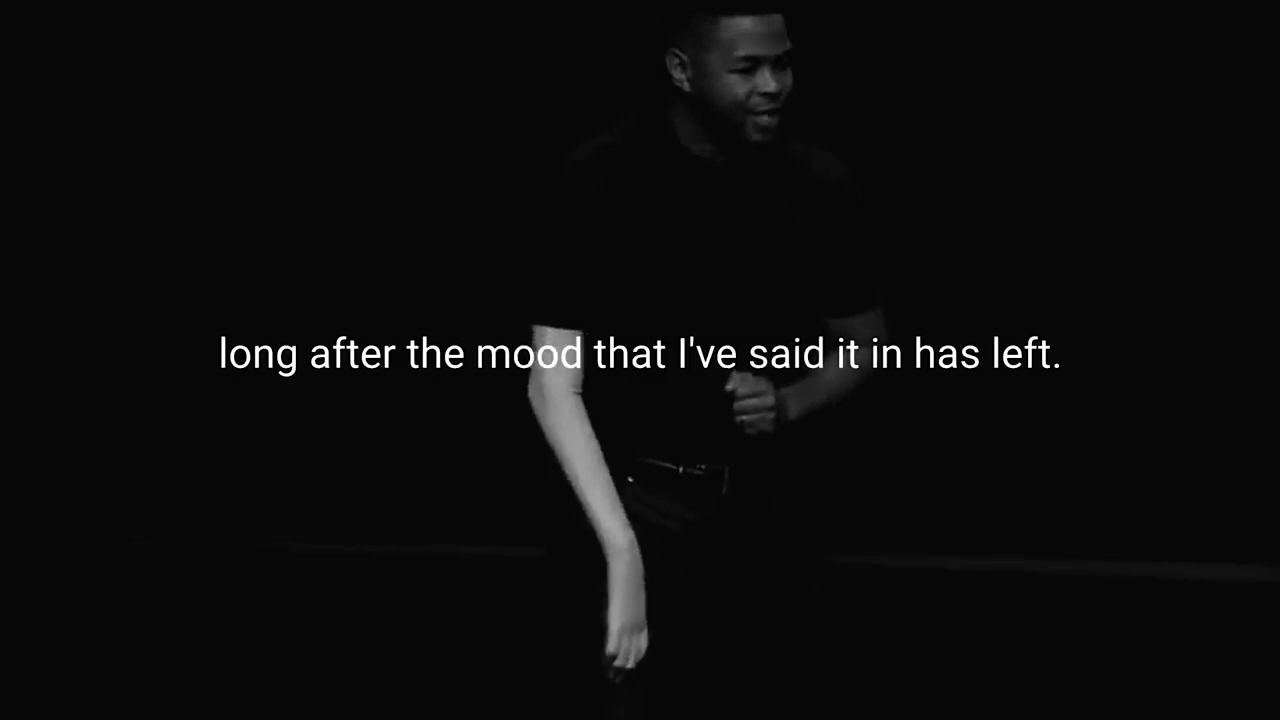 long after the mood that I've said it in has left.